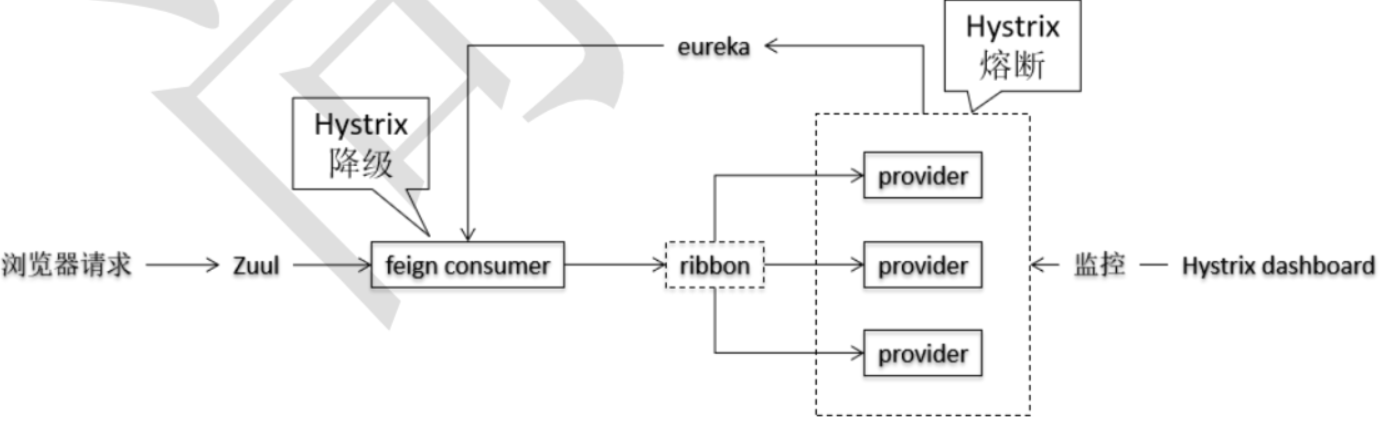 Hystrix
熔断
eureka
Hystrix
降级
provider
浏览器请求
Zuul
feign consumer
ribbon
provider
监控
Hystrix dashboard
provider